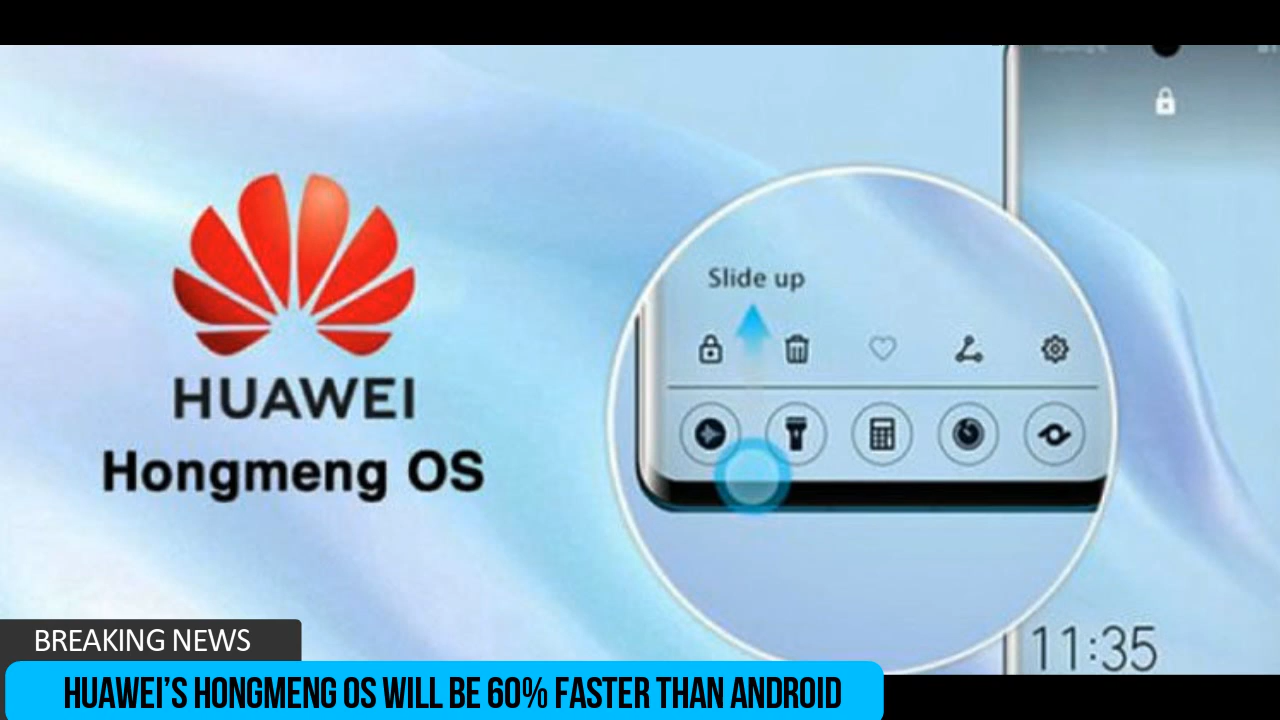 HUAWEI
Hongmeng OS
Slide up
11:35
BREAKING NEWS
HUAWEI’S HONGMENG OS WILL BE 60% FASTER THAN ANDROID